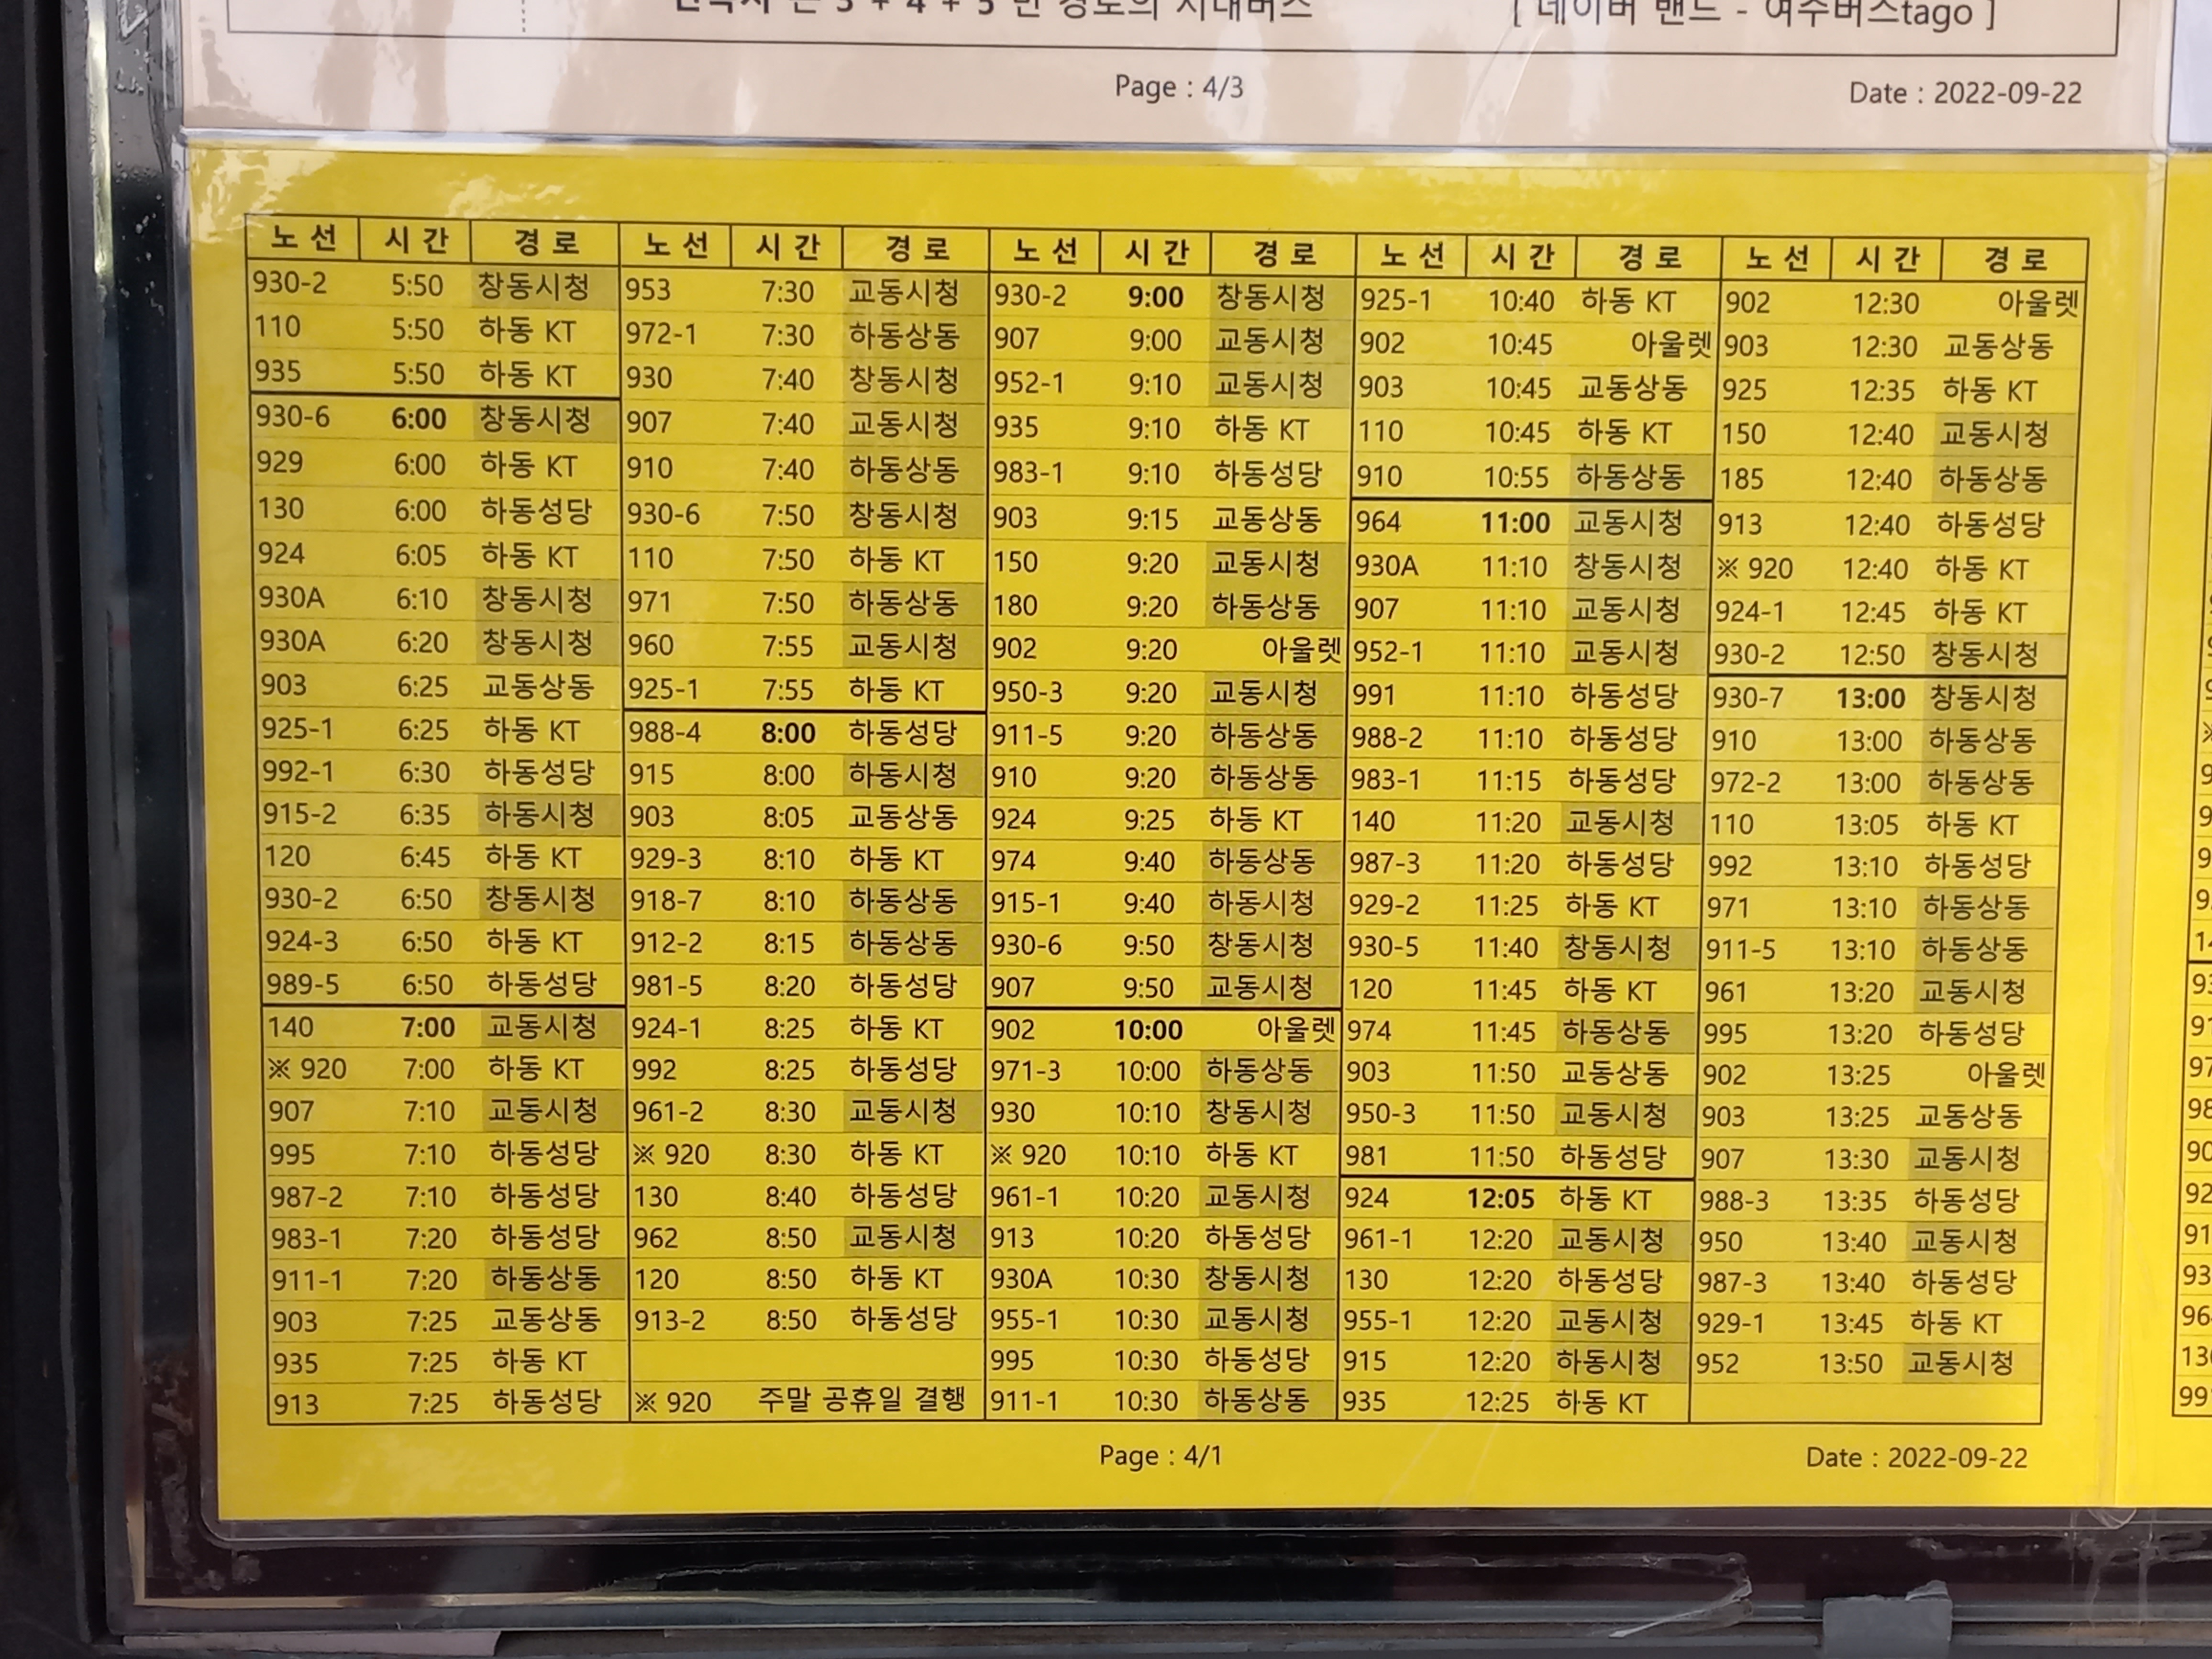 3 + 4 + 5 만 경로의 시내버스 [ 네이버 밴드 - 여수버스tago ]
Page : 4/3 Date : 2022-09-22
노 선 시 간 경 로 노 선 시 간 경 로 노 선 시 간 경 로 노 선 시 간 경 로 노 선 시 간 경 로
930-2 5:50 창동시청 953 7:30 교동시청 930-2 9:00 창동시청 925-1 10:40 하동 KT 902 12:30 아울렛
110 5:50 하동 KT 972-1 7:30 하동상동 907 9:00 교동시청 902 10:45 아울렛 903 12:30 교동상동
935 5:50 하동 KT 930 7:40 창동시청 952-1 9:10 교동시청 903 10:45 교동상동 925 12:35 하동 KT
930-6 6:00 창동시청 907 7:40 교동시청 935 9:10 하동 KT 110 10:45 하동 KT 150 12:40 교동시청
929 6:00 하동 KT 910 7:40 하동상동 983-1 9:10 하동성당 910 10:55 하동상동 185 12:40 하동상동
130 6:00 하동성당 930-6 7:50 창동시청 903 9:15 교동상동 964 11:00 교동시청 913 12:40 하동성당
924 6:05 하동 KT 110 7:50 하동 KT 150 9:20 교동시청 930A 11:10 창동시청 ※ 920 12:40 하동 KT
930A 6:10 창동시청 971 7:50 하동상동 180 9:20 하동상동 907 11:10 교동시청 924-1 12:45 하동 KT
930A 6:20 창동시청 960 7:55 교동시청 902 9:20 아울렛 952-1 11:10 교동시청 930-2 12:50 창동시청
903 6:25 교동상동 925-1 7:55 하동 KT 950-3 9:20 교동시청 991 11:10 하동성당 930-7 13:00 창동시청
925-1 6:25 하동 KT 988-4 8:00 하동성당 911-5 9:20 하동상동 988-2 11:10 하동성당 910 13:00 하동상동
992-1 6:30 하동성당 915 8:00 하동시청 910 9:20 하동상동 983-1 11:15 하동성당 972-2 13:00 하동상동
915-2 6:35 하동시청 903 8:05 교동상동 924 9:25 하동 KT 140 11:20 교동시청 110 13:05 하동 KT
120 6:45 하동 KT 929-3 8:10 하동 KT 974 9:40 하동상동 987-3 11:20 하동성당 992 13:10 하동성당
930-2 6:50 창동시청 918-7 8:10 하동상동 915-1 9:40 하동시청 929-2 11:25 하동 KT 971 13:10 하동상동
924-3 6:50 하동 KT 912-2 8:15 하동상동 930-6 9:50 창동시청 930-5 11:40 창동시청 911-5 13:10 하동상동
989-5 6:50 하동성당 981-5 8:20 하동성당 907 9:50 교동시청 120 11:45 하동 KT 961 13:20 교동시청
140 7:00 교동시청 924-1 8:25 하동 KT 902 10:00 아울렛 974 11:45 하동상동 995 13:20 하동성당
※ 920 7:00 하동 KT 992 8:25 하동성당 971-3 10:00 하동상동 903 11:50 교동상동 902 13:25 아울렛
907 7:10 교동시청 961-2 8:30 교동시청 930 10:10 창동시청 950-3 11:50 교동시청 903 13:25 교동상동
995 7:10 하동성당 ※ 920 8:30 하동 KT ※ 920 10:10 하동 KT 981 11:50 하동성당 907 13:30 교동시청
987-2 7:10 하동성당 130 8:40 하동성당 961-1 10:20 교동시청 924 12:05 하동 KT 988-3 13:35 하동성당
983-1 7:20 하동성당 962 8:50 교동시청 913 10:20 하동성당 961-1 12:20 교동시청 950 13:40 교동시청
911-1 7:20 하동상동 120 8:50 하동 KT 930A 10:30 창동시청 130 12:20 하동성당 987-3 13:40 하동성당
903 7:25 교동상동 913-2 8:50 하동성당 955-1 10:30 교동시청 955-1 12:20 교동시청 929-1 13:45 하동 KT
935 7:25 하동 KT 995 10:30 하동성당 915 12:20 하동시청 952 13:50 교동시청
913 7:25 하동성당 ※ 920 주말 공휴일 결행 911-1 10:30 하동상동 935 12:25 하동 KT
Page : 4/1 Date : 2022-09-22